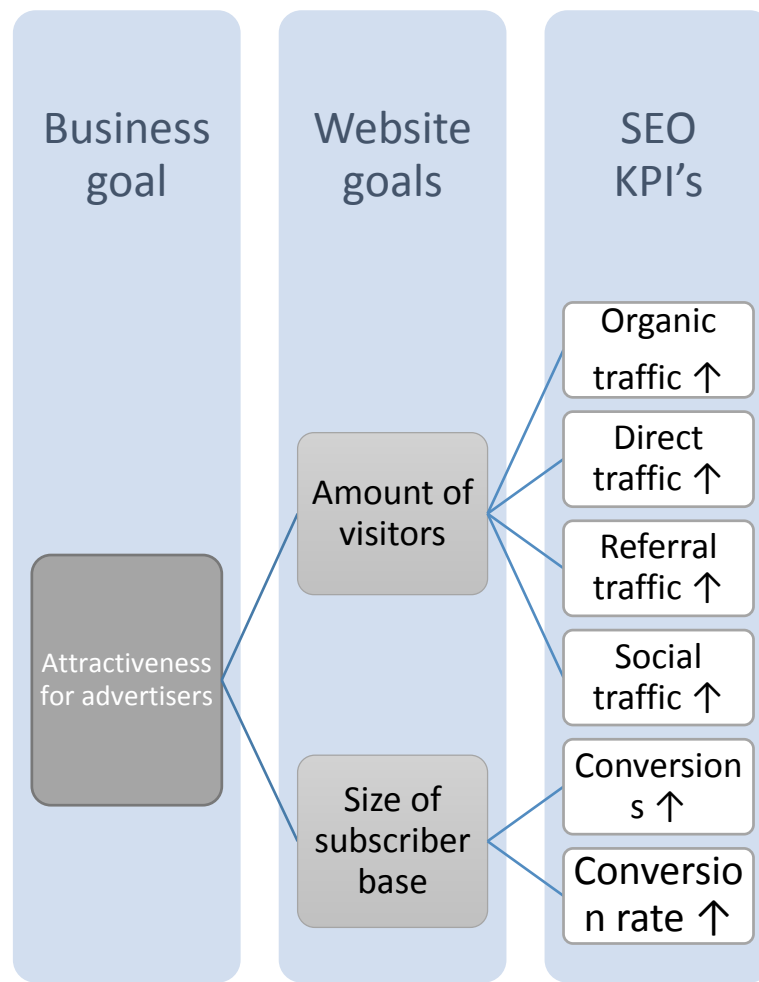 Business
goal
Website
goals
SEO
KPI’s
Attractiveness
for advertisers
Amount of
visitors
Size of
subscriber
base
Organic
traffic ↑
Direct
traffic ↑
Referral
traffic ↑
Social
traffic ↑
Conversion
s ↑
Conversio
n rate ↑